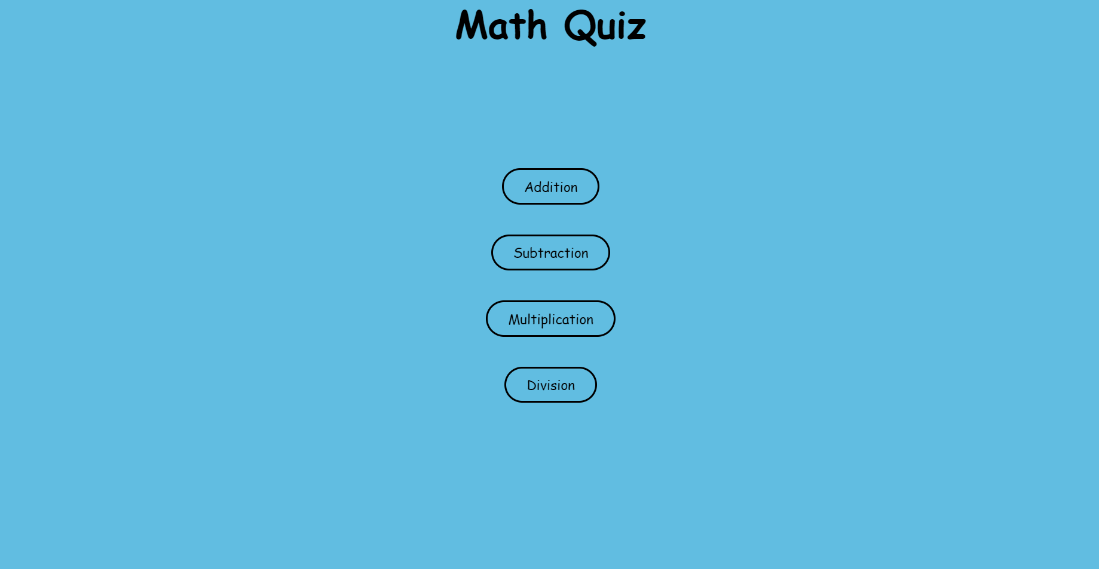 Math Quiz
Addition
Subtraction
Multiplication
Division